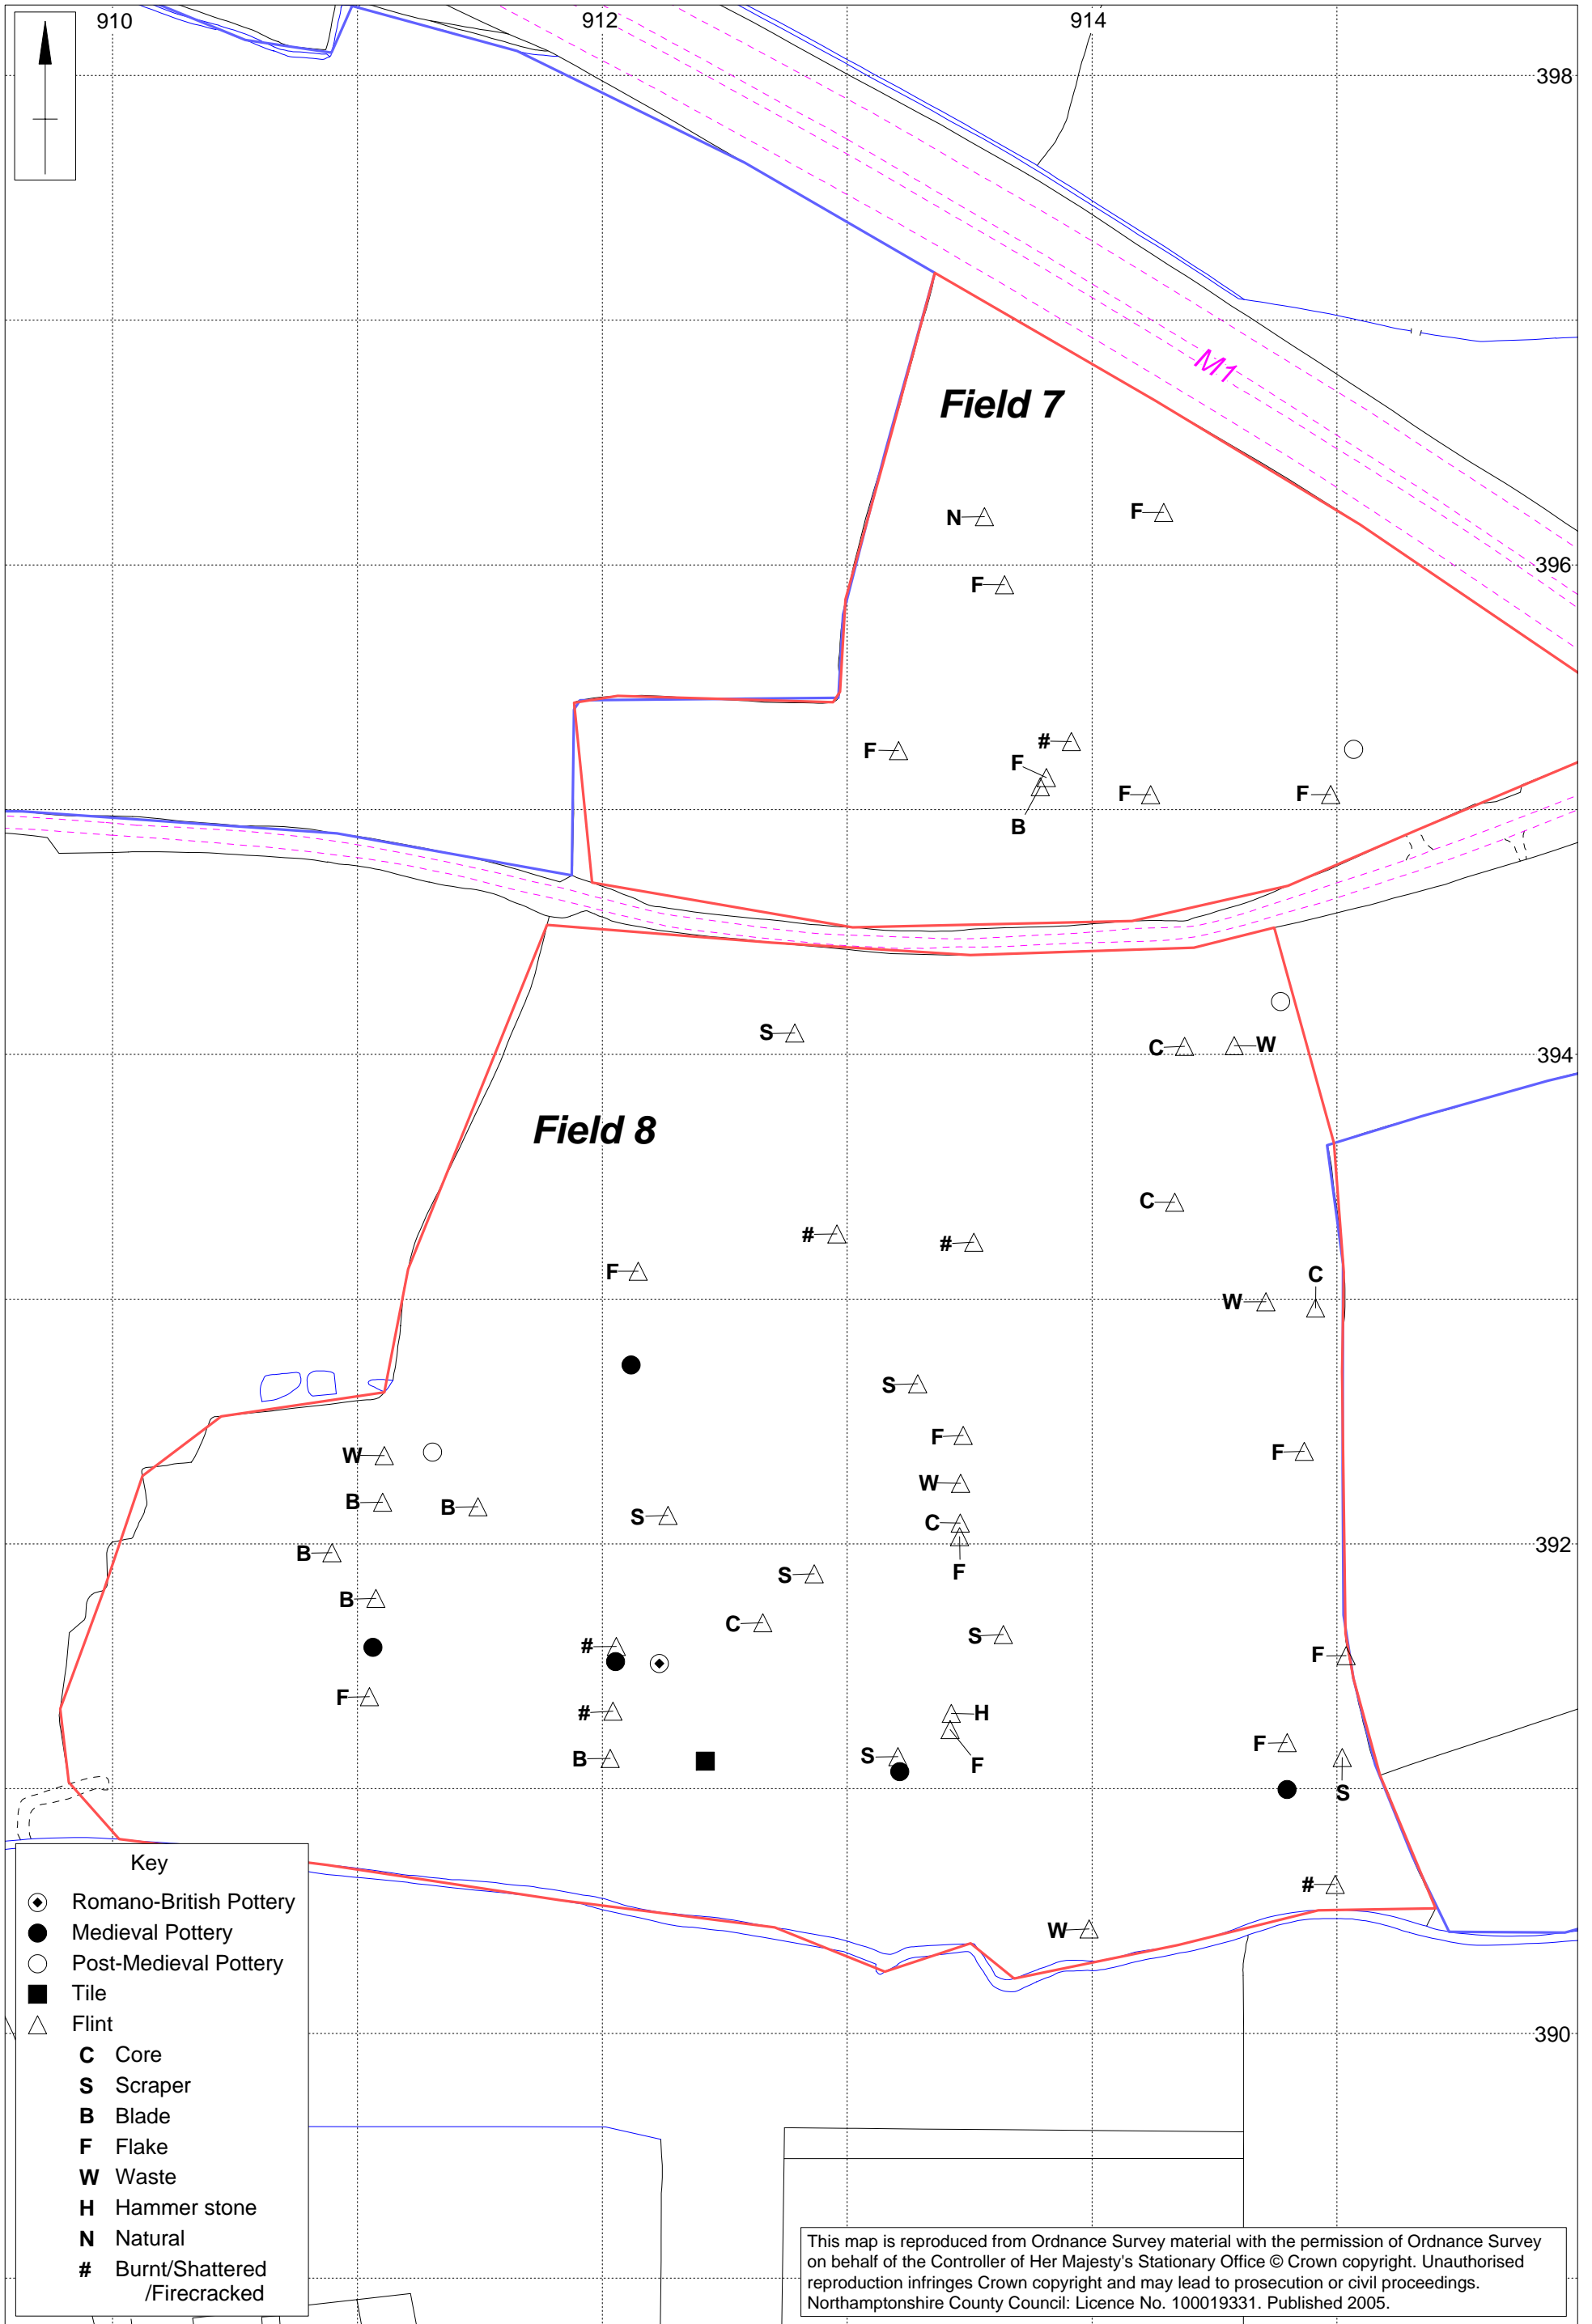 910
912
914
398
M1
Field 7
N
F
396
F
F
#
F
F
F
B
S
C
W
394
Field 8
C
#
#
F
C
W
S
F
W
F
W
B
B
S
C
B
F
392
S
B
C
S
#
F
F
#
H
F
B
S
F
S
#
W
Key
Romano-British Pottery
Medieval Pottery
Post-Medieval Pottery
Tile
Flint
C Core
S Scraper
B Blade
F Flake
W Waste
H Hammer stone
N Natural
# Burnt/Shattered
/Firecracked
390
This map is reproduced from Ordnance Survey material with the permission of Ordnance Survey
on behalf of the Controller of Her Majesty's Stationary Office © Crown copyright. Unauthorised
reproduction infringes Crown copyright and may lead to prosecution or civil proceedings.
Northamptonshire County Council: Licence No. 100019331. Published 2005.